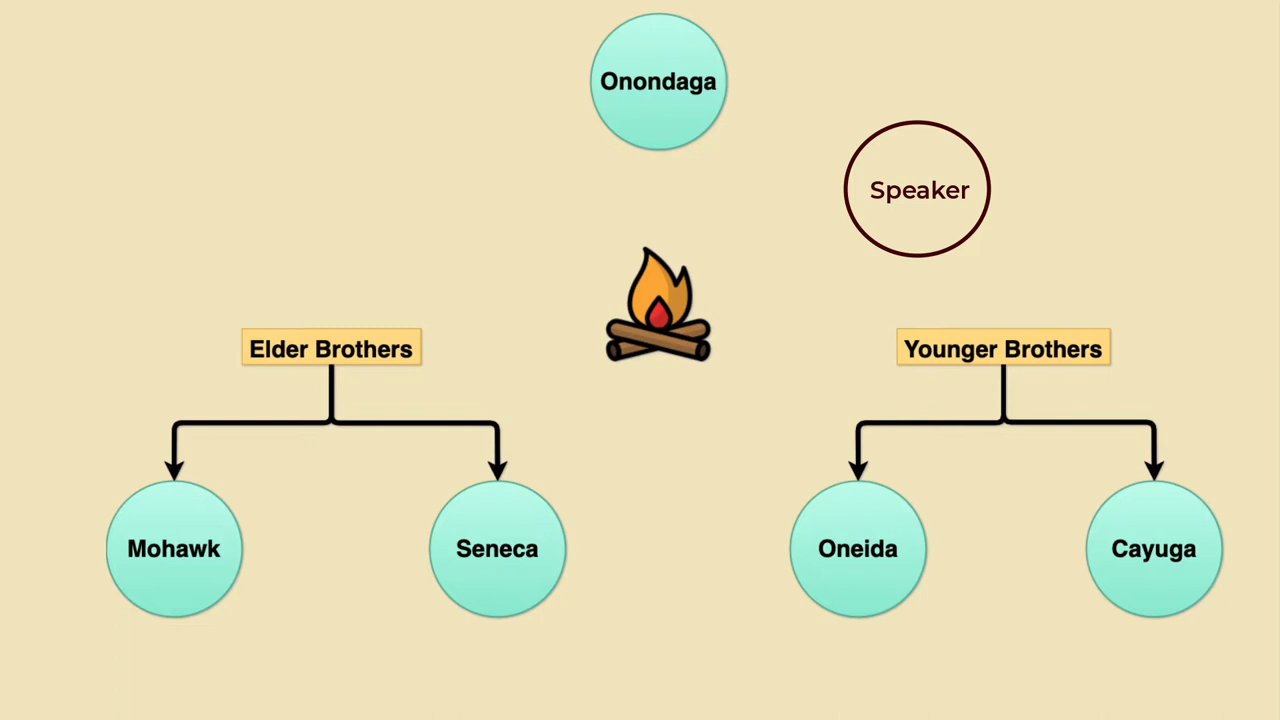 Onondaga
Speaker
Elder Brothers
Younger Brothers
Mohawk
Seneca
Oneida
Cayuga